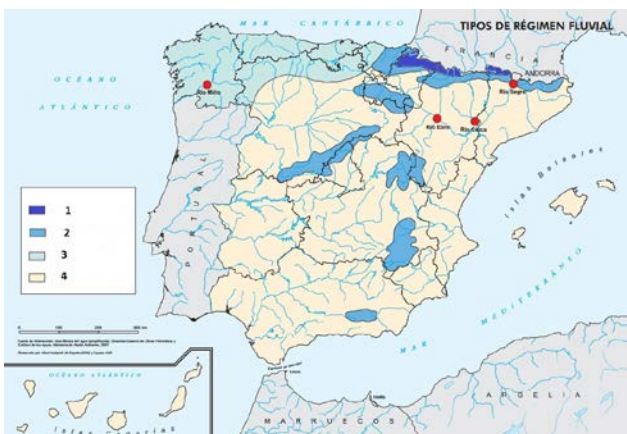 TIPOS DE RÉGIMEN FLUVIAL
MAR CANTÁBRICO
FRANCIA
ANDORRA
OCÉANO
ATLÁNTICO
Río Miño
Río Segre
Río Ebro
Río Cinca
PORTUGAL
Islas Baleares
1
2
3
4
MAR MEDITERRÁNEO
OCÉANO ATLÁNTICO
Islas Canarias
MARRUECOS
ARGELIA